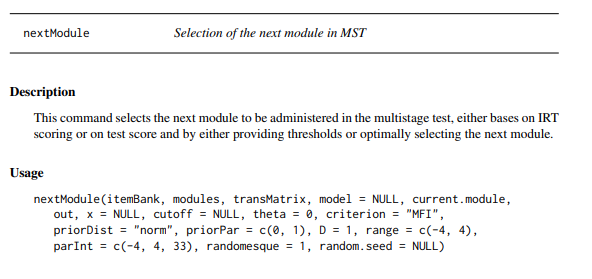 nextModule Selection of the next module in MST
Description
This command selects the next module to be administered in the multistage test, either bases on IRT
scoring or on test score and by either providing thresholds or optimally selecting the next module.
Usage
nextModule(itemBank, modules, transMatrix, model = NULL, current.module,
out, x = NULL, cutoff = NULL, theta = 0, criterion = "MFI",
priorDist = "norm", priorPar = c(0, 1), D = 1, range = c(-4, 4),
parInt = c(-4, 4, 33), randomesque = 1, random.seed = NULL)